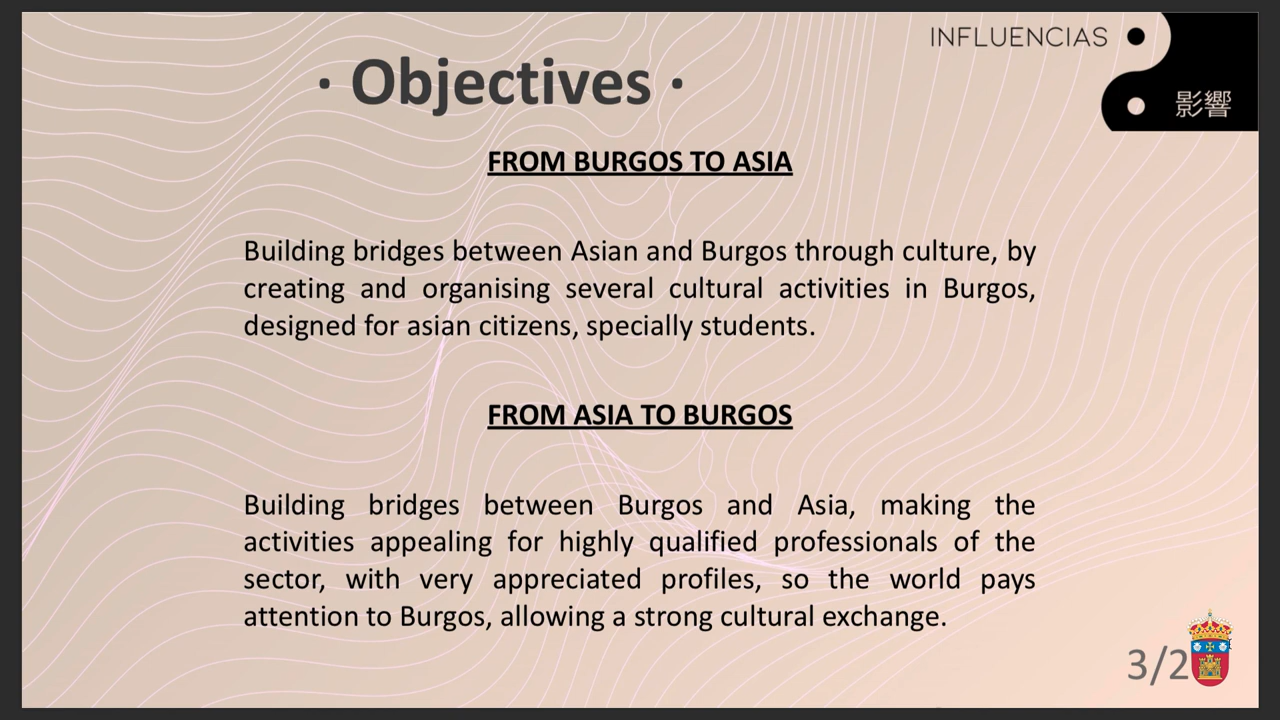 INFLUENCIAS
· Objectives ·
影響
FROM BURGOS TO ASIA
Building bridges between Asian and Burgos through culture, by
creating and organising several cultural activities in Burgos,
designed for asian citizens, specially students.
FROM ASIA TO BURGOS
Building bridges between Burgos and Asia, making the
activities appealing for highly qualified professionals of the
sector, with very appreciated profiles, so the world pays
attention to Burgos, allowing a strong cultural exchange.
3/2